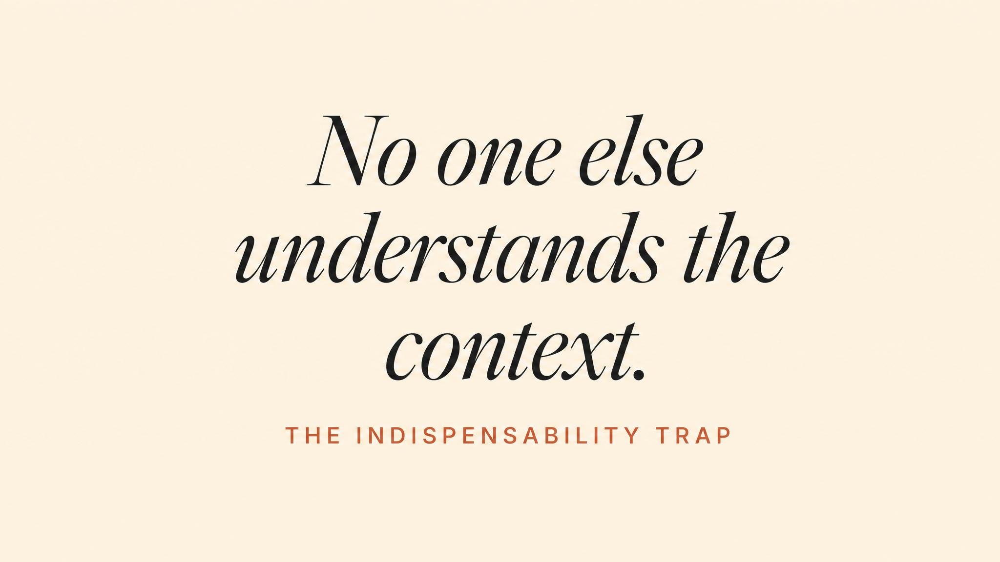 No one else
understands the
context.
THE INDISPENSABILITY TRAP